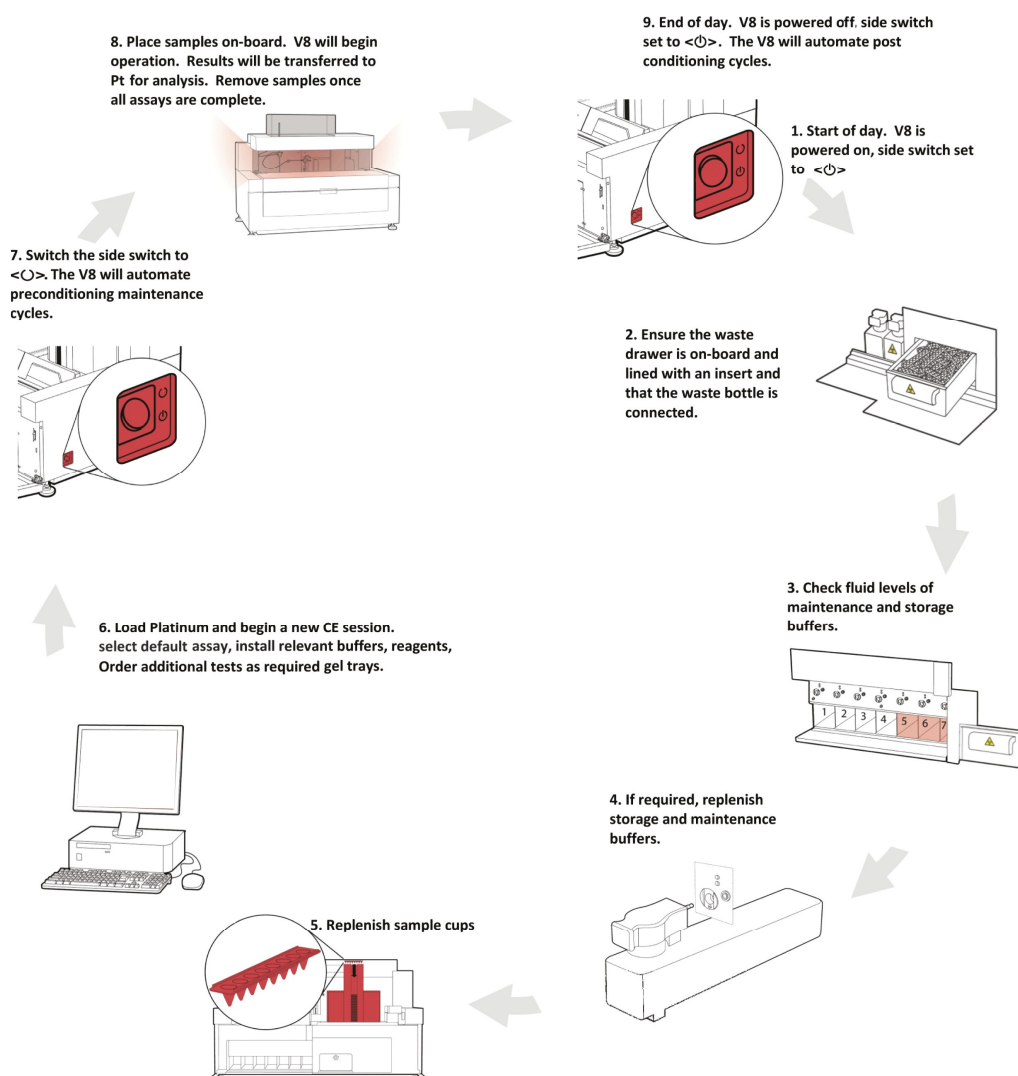 8. Place samples on-board. V8 will begin
operation. Results will be transferred to
Pt for analysis. Remove samples once
all assays are complete.
9. End of day. V8 is powered off, side switch
set to <⏻>. The V8 will automate post
conditioning cycles.
1. Start of day. V8 is
powered on, side switch set
to <⏻>
7. Switch the side switch to
<◯>. The V8 will automate
preconditioning maintenance
cycles.
2. Ensure the waste
drawer is on-board and
lined with an insert and
that the waste bottle is
connected.
3. Check fluid levels of
maintenance and storage
buffers.
1 2 3 4 5 6 7
6. Load Platinum and begin a new CE session.
select default assay, install relevant buffers, reagents,
Order additional tests as required gel trays.
4. If required, replenish
storage and maintenance
buffers.
5. Replenish sample cups